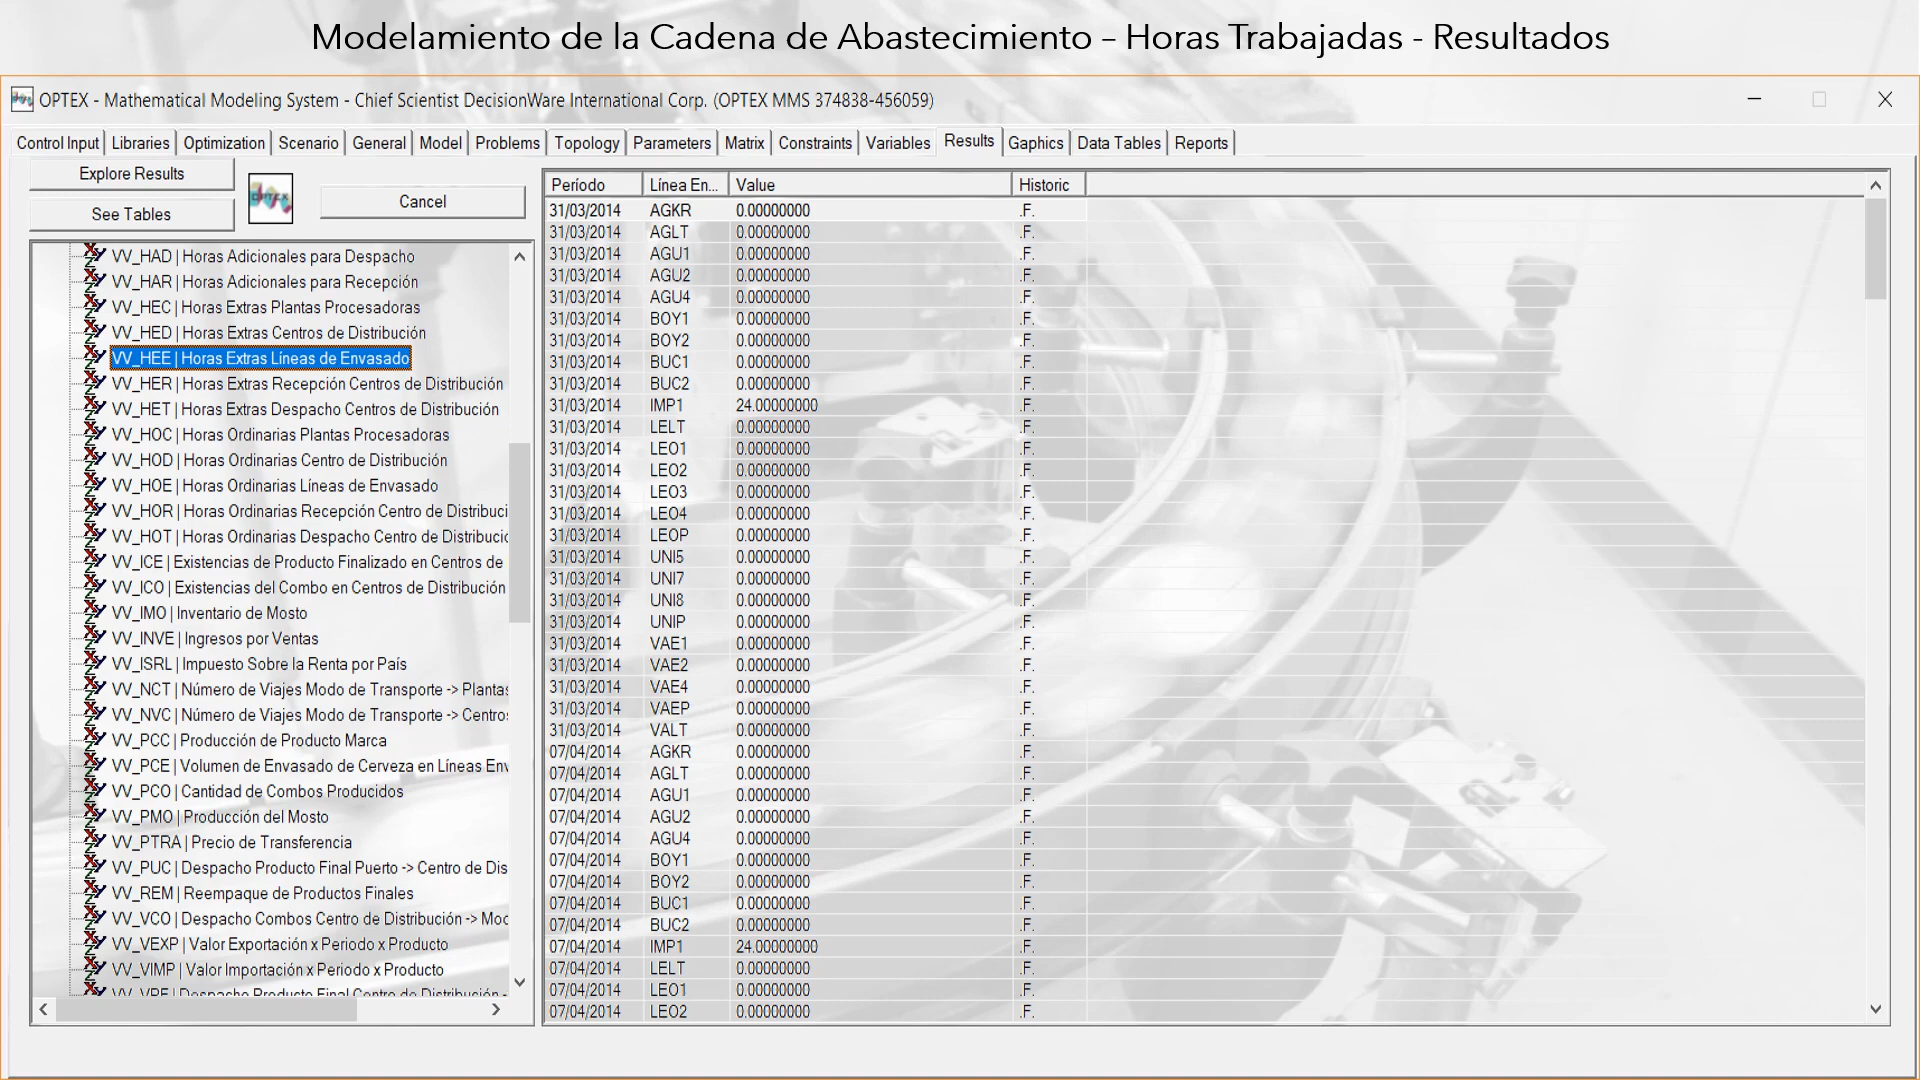 Modelamiento de la Cadena de Abastecimiento – Horas Trabajadas - Resultados
OPTEX - Mathematical Modeling System - Chief Scientist DecisionWare International Corp. (OPTEX MMS 374838-456059)
Control Input Libraries Optimization Scenario General Model Problems Topology Parameters Matrix Constraints Variables Results Gaphics Data Tables Reports
Explore Results
See Tables
Cancel
VV_HAD | Horas Adicionales para Despacho
VV_HAR | Horas Adicionales para Recepción
VV_HEC | Horas Extras Plantas Procesadoras
VV_HED | Horas Extras Centros de Distribución
VV_HEE | Horas Extras Líneas de Envasado
VV_HER | Horas Extras Recepción Centros de Distribución
VV_HET | Horas Extras Despacho Centros de Distribución
VV_HOC | Horas Ordinarias Plantas Procesadoras
VV_HOD | Horas Ordinarias Centro de Distribución
VV_HOE | Horas Ordinarias Líneas de Envasado
VV_HOR | Horas Ordinarias Recepción Centro de Distribuci
VV_HOT | Horas Ordinarias Despacho Centro de Distribució
VV_ICE | Existencias de Producto Finalizado en Centros de
VV_ICO | Existencias del Combo en Centros de Distribución
VV_IMO | Inventario de Mosto
VV_INVE | Ingresos por Ventas
VV_ISRL | Impuesto Sobre la Renta por País
VV_NCT | Número de Viajes Modo de Transporte -> Plantas
VV_NVC | Número de Viajes Modo de Transporte -> Centros
VV_PCC | Producción de Producto Marca
VV_PCE | Volumen de Envasado de Cerveza en Líneas Env
VV_PCO | Cantidad de Combos Producidos
VV_PMO | Producción del Mosto
VV_PTRA | Precio de Transferencia
VV_PUC | Despacho Producto Final Puerto -> Centro de Dis
VV_REM | Reempaque de Productos Finales
VV_VCO | Despacho Combos Centro de Distribución -> Moc
VV_VEXP | Valor Exportación x Periodo x Producto
VV_VIMP | Valor Importación x Periodo x Producto
VV_VPF | Despacho Producto Final Centro de Distribución -
Período Línea En... Value Historic
31/03/2014 AGKR 0.00000000 .F.
31/03/2014 AGLT 0.00000000 .F.
31/03/2014 AGU1 0.00000000 .F.
31/03/2014 AGU2 0.00000000 .F.
31/03/2014 AGU4 0.00000000 .F.
31/03/2014 BOY1 0.00000000 .F.
31/03/2014 BOY2 0.00000000 .F.
31/03/2014 BUC1 0.00000000 .F.
31/03/2014 BUC2 0.00000000 .F.
31/03/2014 IMP1 24.00000000 .F.
31/03/2014 LELT 0.00000000 .F.
31/03/2014 LEO1 0.00000000 .F.
31/03/2014 LEO2 0.00000000 .F.
31/03/2014 LEO3 0.00000000 .F.
31/03/2014 LEO4 0.00000000 .F.
31/03/2014 LEOP 0.00000000 .F.
31/03/2014 UNI5 0.00000000 .F.
31/03/2014 UNI7 0.00000000 .F.
31/03/2014 UNI8 0.00000000 .F.
31/03/2014 UNIP 0.00000000 .F.
31/03/2014 VAE1 0.00000000 .F.
31/03/2014 VAE2 0.00000000 .F.
31/03/2014 VAE4 0.00000000 .F.
31/03/2014 VAEP 0.00000000 .F.
31/03/2014 VALT 0.00000000 .F.
07/04/2014 AGKR 0.00000000 .F.
07/04/2014 AGLT 0.00000000 .F.
07/04/2014 AGU1 0.00000000 .F.
07/04/2014 AGU2 0.00000000 .F.
07/04/2014 AGU4 0.00000000 .F.
07/04/2014 BOY1 0.00000000 .F.
07/04/2014 BOY2 0.00000000 .F.
07/04/2014 BUC1 0.00000000 .F.
07/04/2014 BUC2 0.00000000 .F.
07/04/2014 IMP1 24.00000000 .F.
07/04/2014 LELT 0.00000000 .F.
07/04/2014 LEO1 0.00000000 .F.
07/04/2014 LEO2 0.00000000 .F.